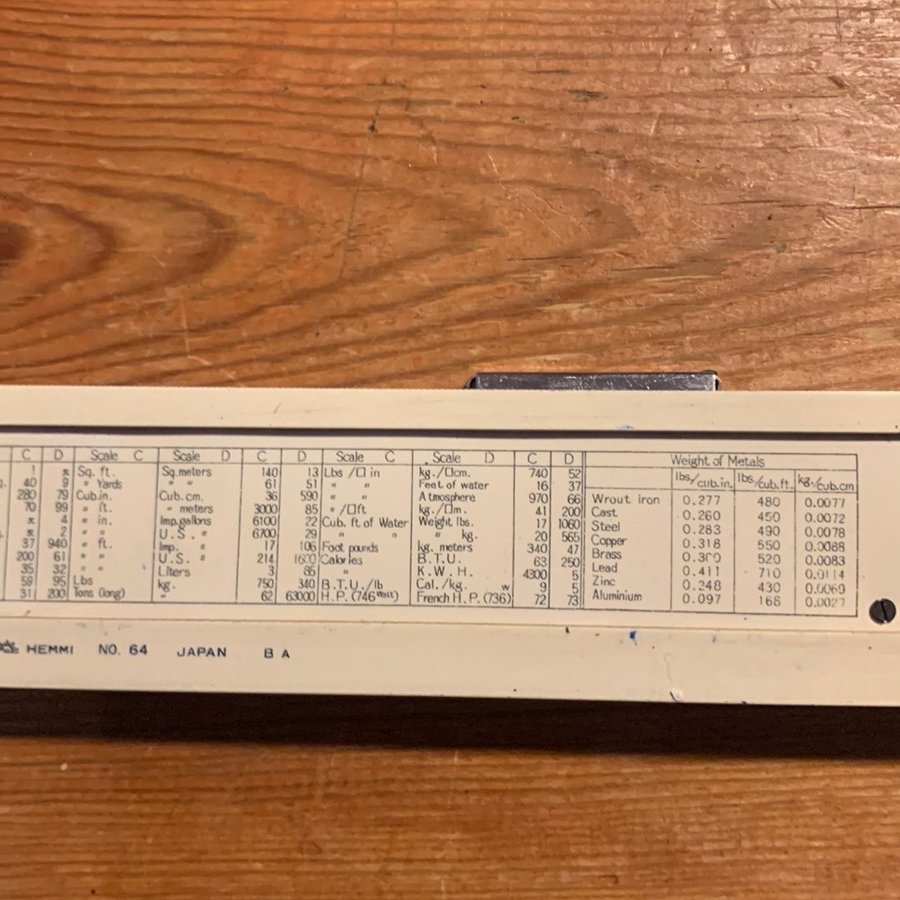 C D Scale C Scale D C D Scale C Scale D C D Weight of Metals
lbs/cub.in. lbs/cub.ft. kg./cub.cm
1 π Sq. ft. Sq. meters 140 13 Lbs /□ in kg./□cm. 740 52
40 9 " Yards " " 61 51 " " Feet of water 16 37
280 79 Cub.in. Cub. cm. 36 590 " " Atmosphere 970 66
70 99 " ft. " meters 3000 85 " /□ft kg./□m. 41 200
π 4 " in. Imp.gallons 6100 22 Cub. ft of Water Weight lbs. 17 1060
π 2 " " U.S. " 6700 29 " " " kg. 20 565
37 940 " ft. Imp. " 17 106 Foot pounds kg. meters 340 47
200 61 " " U.S. " 214 1600 Calories B.T.U. 63 250
35 32 " " Liters 3 85 " K.W.H. 4300 5
59 95 Lbs kg. 750 340 B.T.U./lb Cal./kg. 9 5
31 200 Tons (long) " 62 63000 H.P. (746 Watt) French H.P. (736 w) 72 73
Wrout iron 0.277 480 0.0077
Cast 0.260 450 0.0072
Steel 0.283 490 0.0078
Copper 0.318 550 0.0088
Brass 520 0.0083
Lead 0.411 710 0.0114
Zinc 0.248 430 0.0069
Aluminium 0.097 168 0.0027
HEMMI NO. 64 JAPAN B A